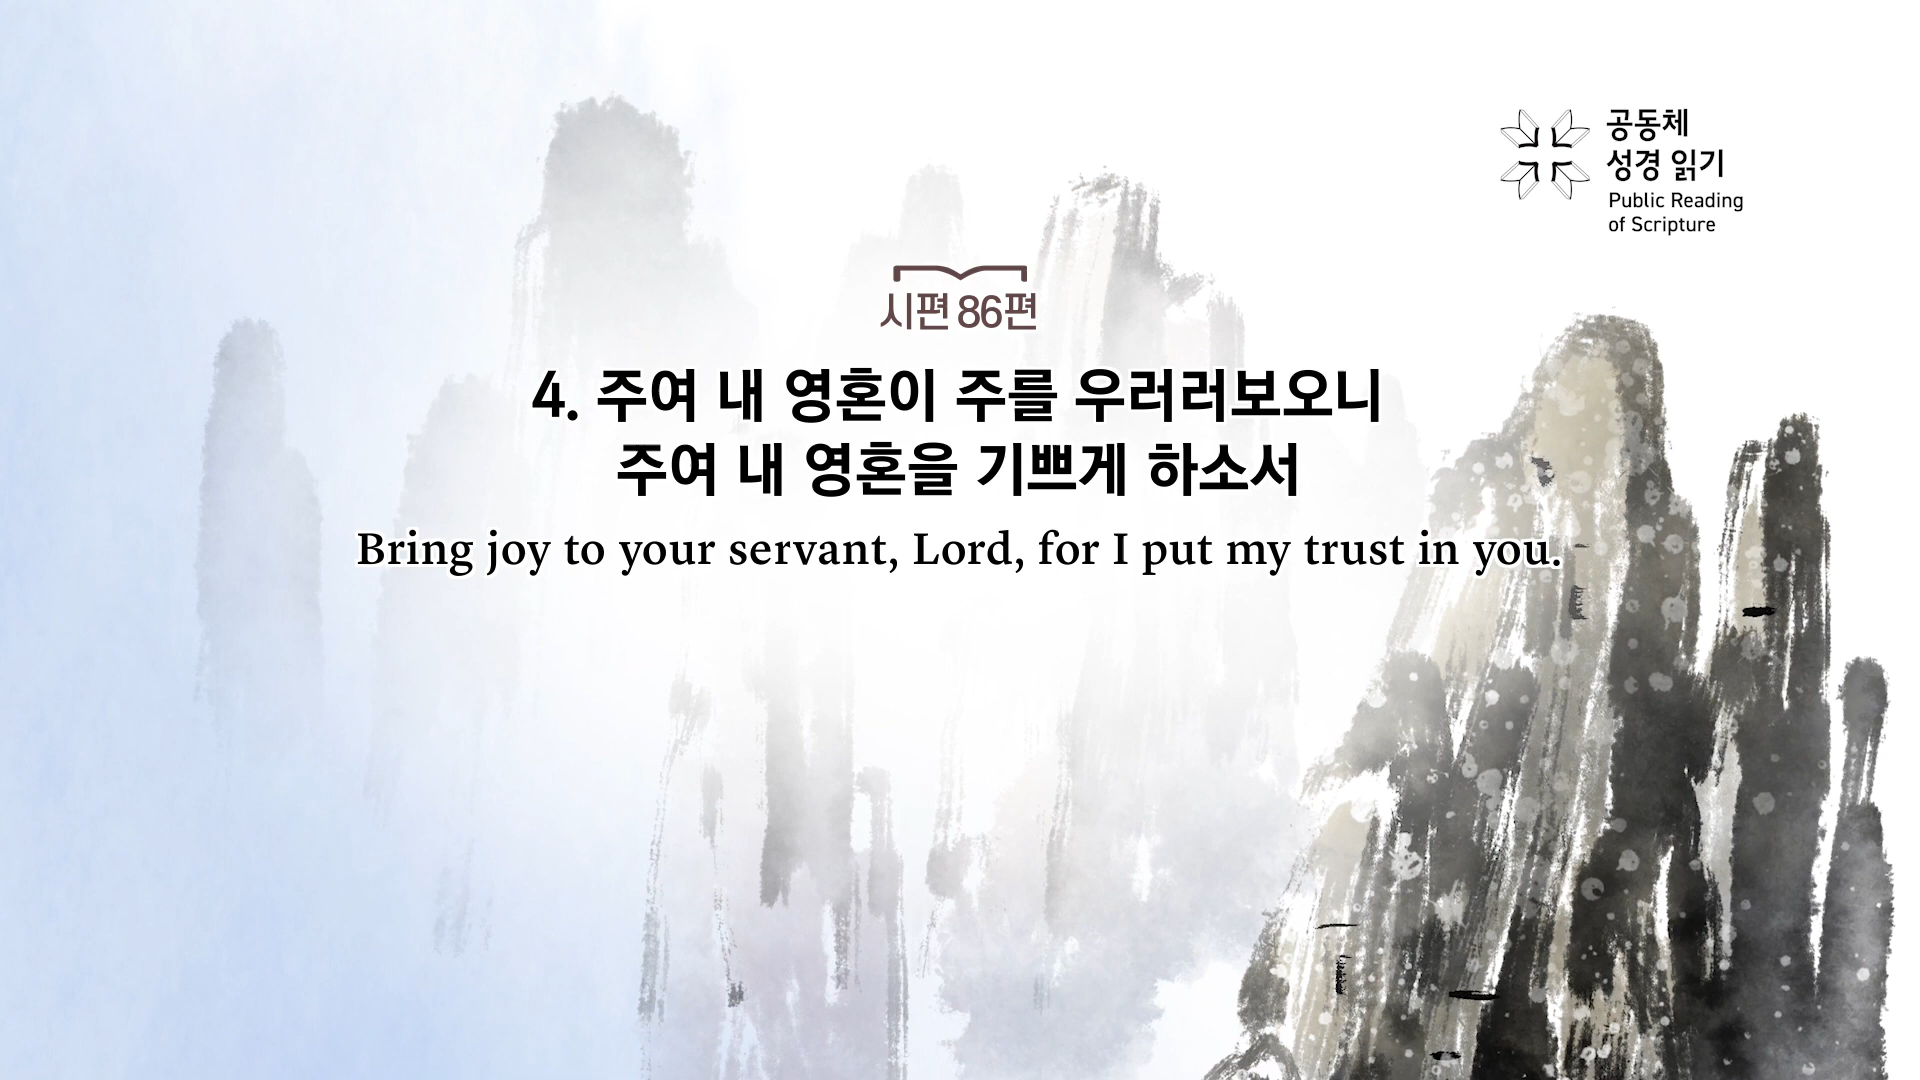 공동체
성경 읽기
Public Reading
of Scripture
시편 86편
4. 주여 내 영혼이 주를 우러러보오니
주여 내 영혼을 기쁘게 하소서
Bring joy to your servant, Lord, for I put my trust in you.